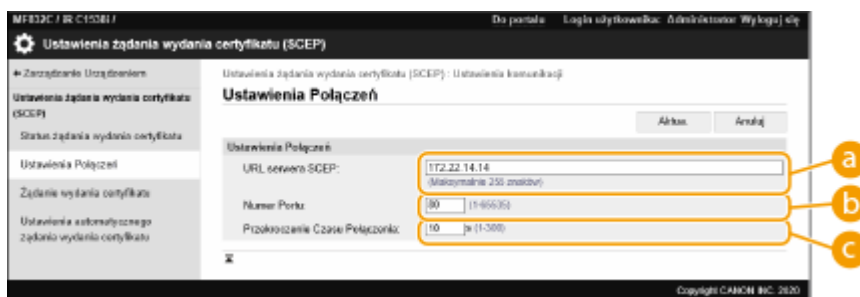 MF832C / IR C1538I / Do portalu Login użytkownika: Administrator Wyloguj się
Ustawienia żądania wydania certyfikatu (SCEP)
Zarządzanie Urządzeniem
Ustawienia żądania wydania certyfikatu (SCEP) : Ustawienia komunikacji
Ustawienia żądania wydania certyfikatu
(SCEP)
Ustawienia Połączeń
Status żądania wydania certyfikatu
Aktua. Anuluj
Ustawienia Połączeń
Ustawienia Połączeń
URL serwera SCEP: 172.22.14.14
(Maksymalnie 255 znaków)
a
Żądanie wydania certyfikatu
Numer Portu: 80 (1-65535)
b
Ustawienia automatycznego
żądania wydania certyfikatu
Przekroczenie Czasu Połączenia: 10 s (1-300)
c
Copyright CANON INC. 2020